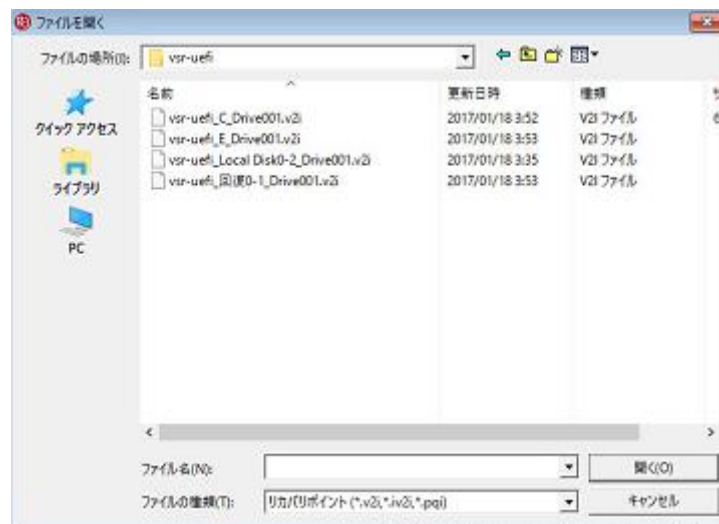 ファイルを開く
ファイルの場所(I): vsr-uefi
名前 更新日時 種類
vsr-uefi_C_Drive001.v2i 2017/01/18 3:52 V2I ファイル
vsr-uefi_E_Drive001.v2i 2017/01/18 3:53 V2I ファイル
vsr-uefi_Local Disk0-2_Drive001.v2i 2017/01/18 3:35 V2I ファイル
vsr-uefi_回復0-1_Drive001.v2i 2017/01/18 3:53 V2I ファイル
クイック アクセス
ライブラリ
PC
ファイル名(N): 開く(O)
ファイルの種類(T): リカバリポイント (*.v2i,*.iv2i,*.pqi) キャンセル